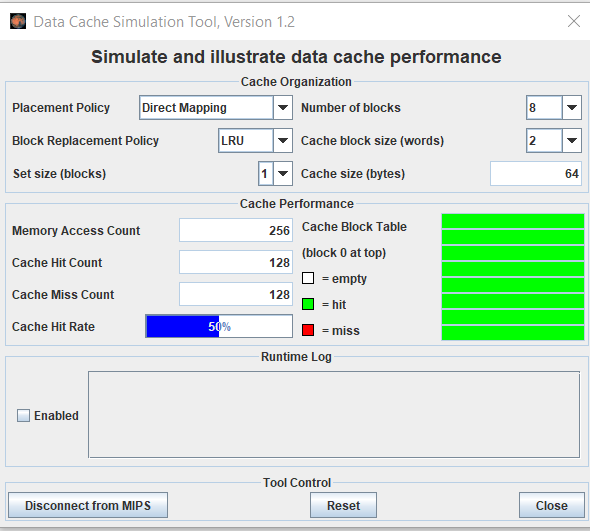 Data Cache Simulation Tool, Version 1.2
Simulate and illustrate data cache performance
Cache Organization
Placement Policy Direct Mapping Number of blocks 8
Block Replacement Policy LRU Cache block size (words) 2
Set size (blocks) 1 Cache size (bytes) 64
Cache Performance
Memory Access Count 256 Cache Block Table
(block 0 at top)
Cache Hit Count 128
= empty
Cache Miss Count 128
= hit
Cache Hit Rate 50% = miss
Runtime Log
Enabled
Tool Control
Disconnect from MIPS Reset Close